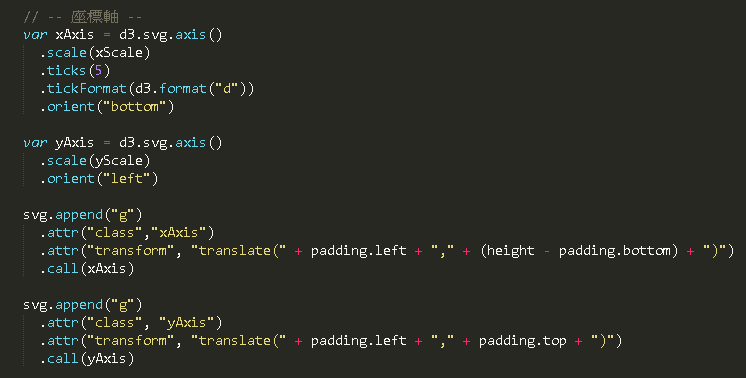 // -- 座標軸 --
var xAxis = d3.svg.axis()
.scale(xScale)
.ticks(5)
.tickFormat(d3.format("d"))
.orient("bottom")
var yAxis = d3.svg.axis()
.scale(yScale)
.orient("left")
svg.append("g")
.attr("class","xAxis")
.attr("transform", "translate(" + padding.left + "," + (height - padding.bottom) + ")")
.call(xAxis)
svg.append("g")
.attr("class", "yAxis")
.attr("transform", "translate(" + padding.left + "," + padding.top + ")")
.call(yAxis)